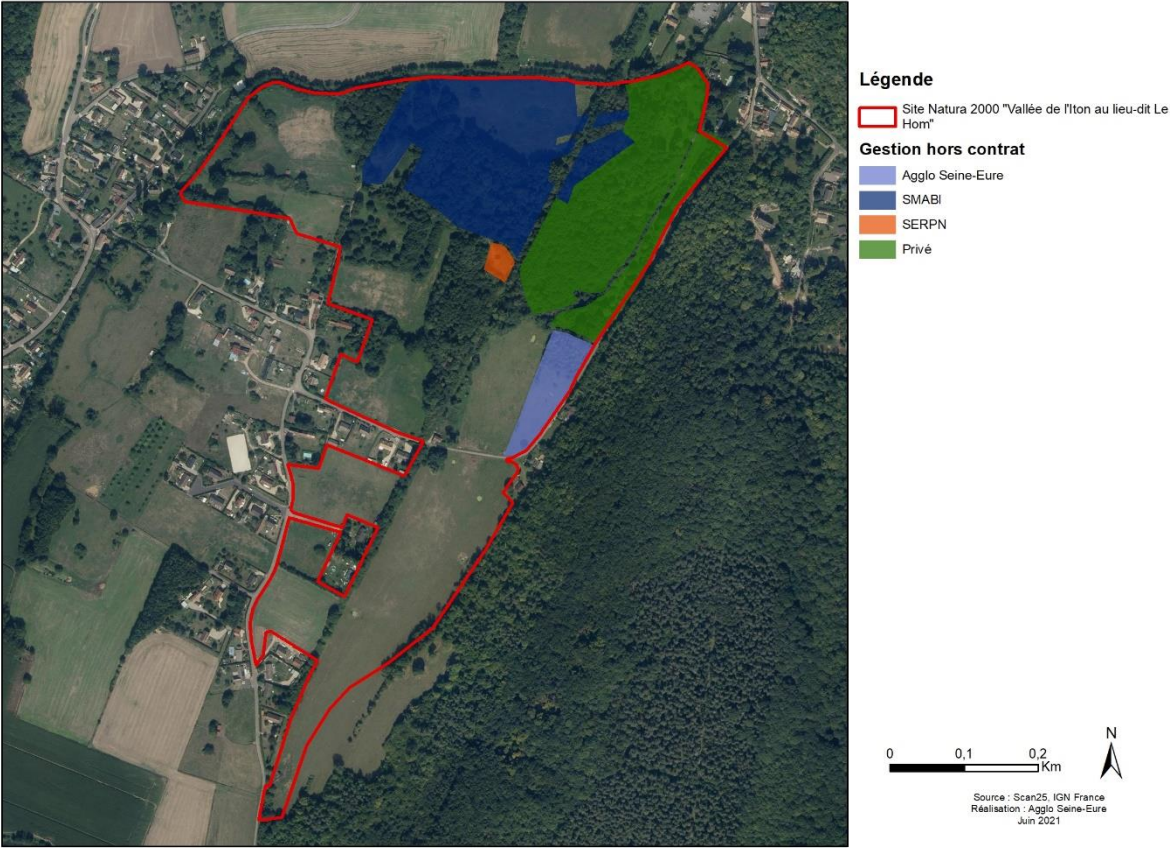 Légende
Site Natura 2000 "Vallée de l'Iton au lieu-dit Le
Hom"
Gestion hors contrat
Agglo Seine-Eure
SMABI
SERPN
Privé
0 0,1 0,2
Km
N
Source : Scan25, IGN France
Réalisation : Agglo Seine-Eure
Juin 2021